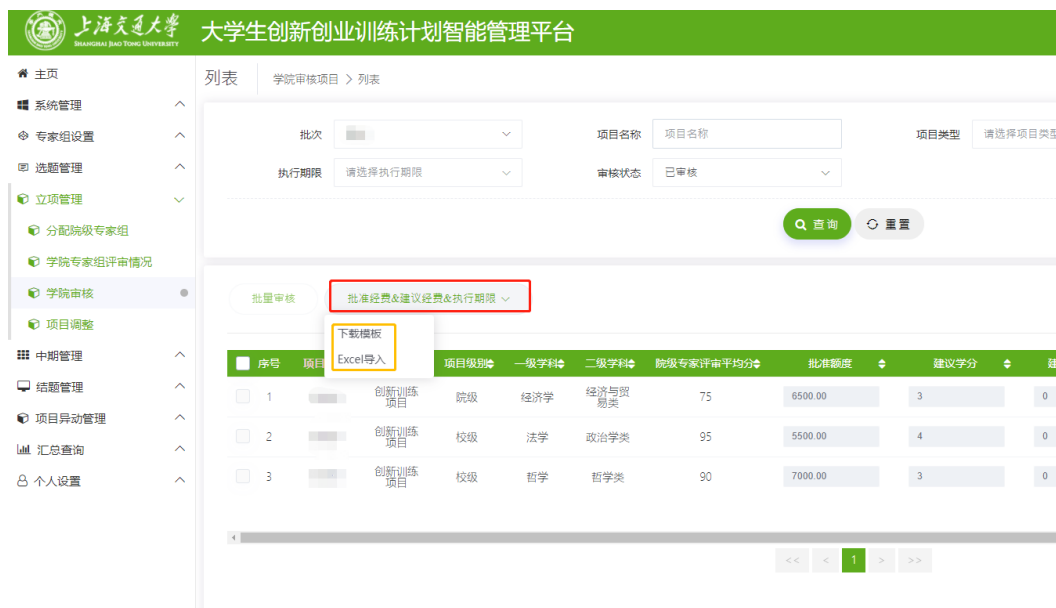 上海交通大学 大学生创新创业训练计划智能管理平台
SHANGHAI JIAO TONG UNIVERSITY
主页
系统管理
专家组设置
选题管理
立项管理
分配院级专家组
学院专家组评审情况
学院审核
项目调整
中期管理
结题管理
项目异动管理
汇总查询
个人设置
列表 学院审核项目 > 列表
批次 项目名称 项目名称 项目类型 请选择项目类型
执行期限 请选择执行期限 审核状态 已审核
查询 重置
批量审核 批准经费&建议经费&执行期限
下载模板
Excel导入
序号 项目 项目级别 一级学科 二级学科 院级专家评审平均分 批准额度 建议学分 建
1 创新训练项目 院级 经济学 经济与贸易类 75 6500.00 3 0
2 创新训练项目 校级 法学 政治学类 95 5500.00 4 0
3 创新训练项目 校级 哲学 哲学类 90 7000.00 3 0
<< < 1 > >>